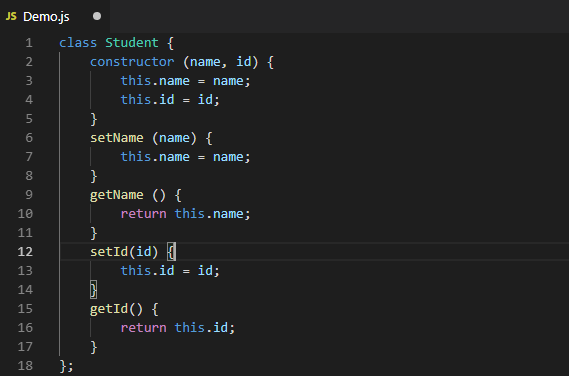 JS Demo.js
1 class Student {
2     constructor (name, id) {
3         this.name = name;
4         this.id = id;
5     }
6     setName (name) {
7         this.name = name;
8     }
9     getName () {
10         return this.name;
11     }
12     setId(id) {
13         this.id = id;
14     }
15     getId() {
16         return this.id;
17     }
18 };